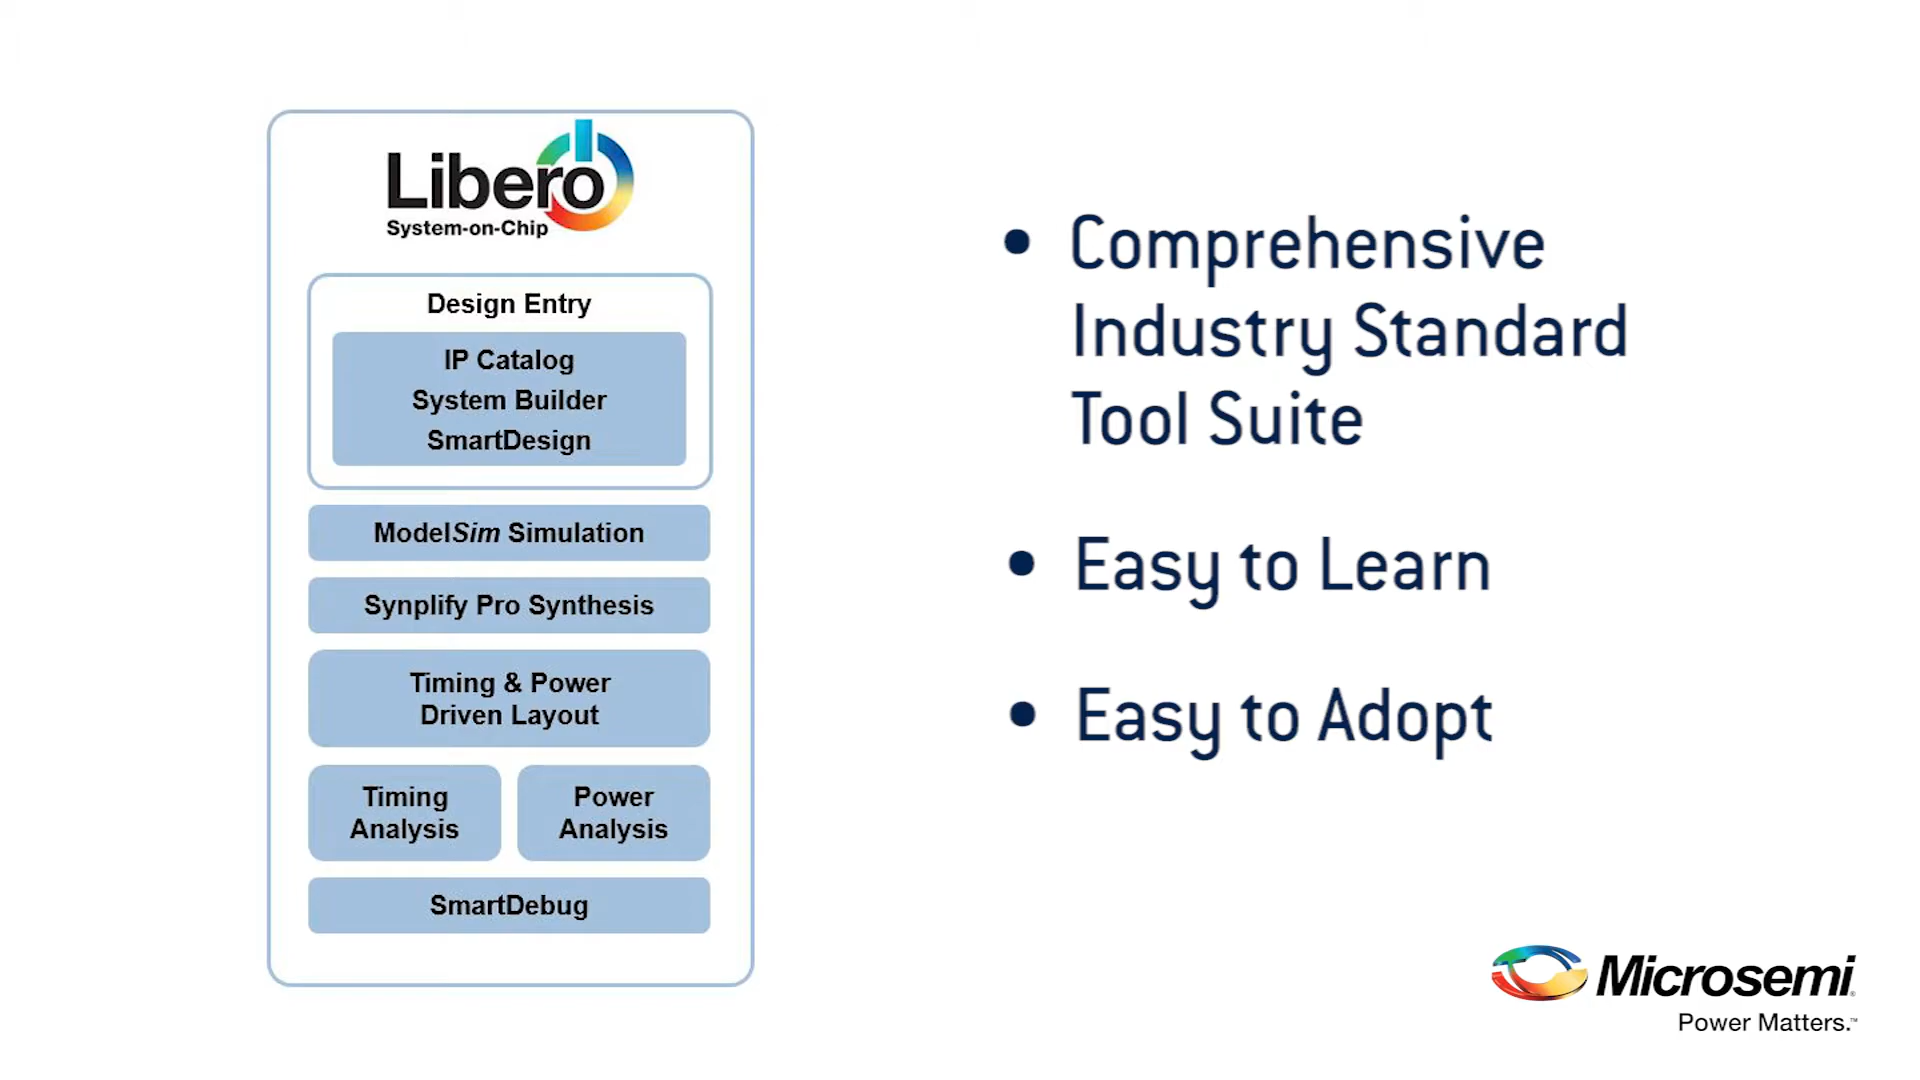 Libero
System-on-Chip
Design Entry
IP Catalog
System Builder
SmartDesign
ModelSim Simulation
Synplify Pro Synthesis
Timing & Power
Driven Layout
Timing
Analysis
Power
Analysis
SmartDebug
• Comprehensive
Industry Standard
Tool Suite
• Easy to Learn
• Easy to Adopt
Microsemi®
Power Matters.™